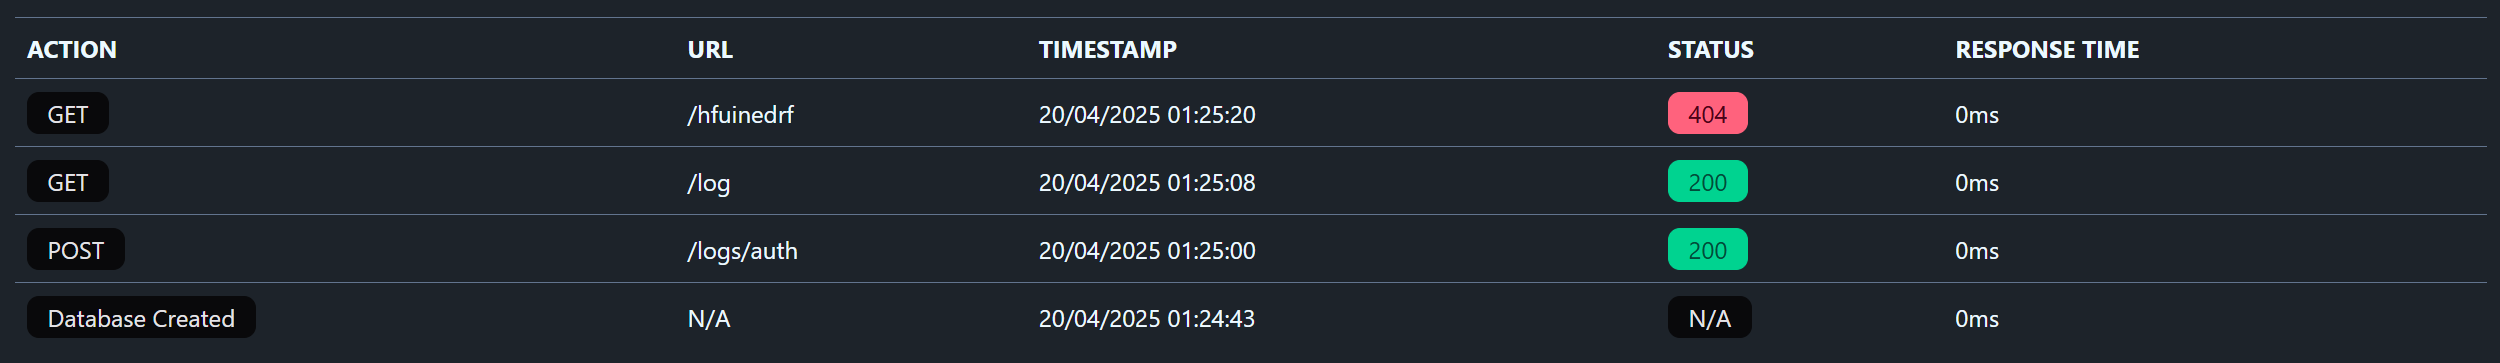 ACTION URL TIMESTAMP STATUS RESPONSE TIME
GET /hfuinedrf 20/04/2025 01:25:20 404 0ms
GET /log 20/04/2025 01:25:08 200 0ms
POST /logs/auth 20/04/2025 01:25:00 200 0ms
Database Created N/A 20/04/2025 01:24:43 N/A 0ms